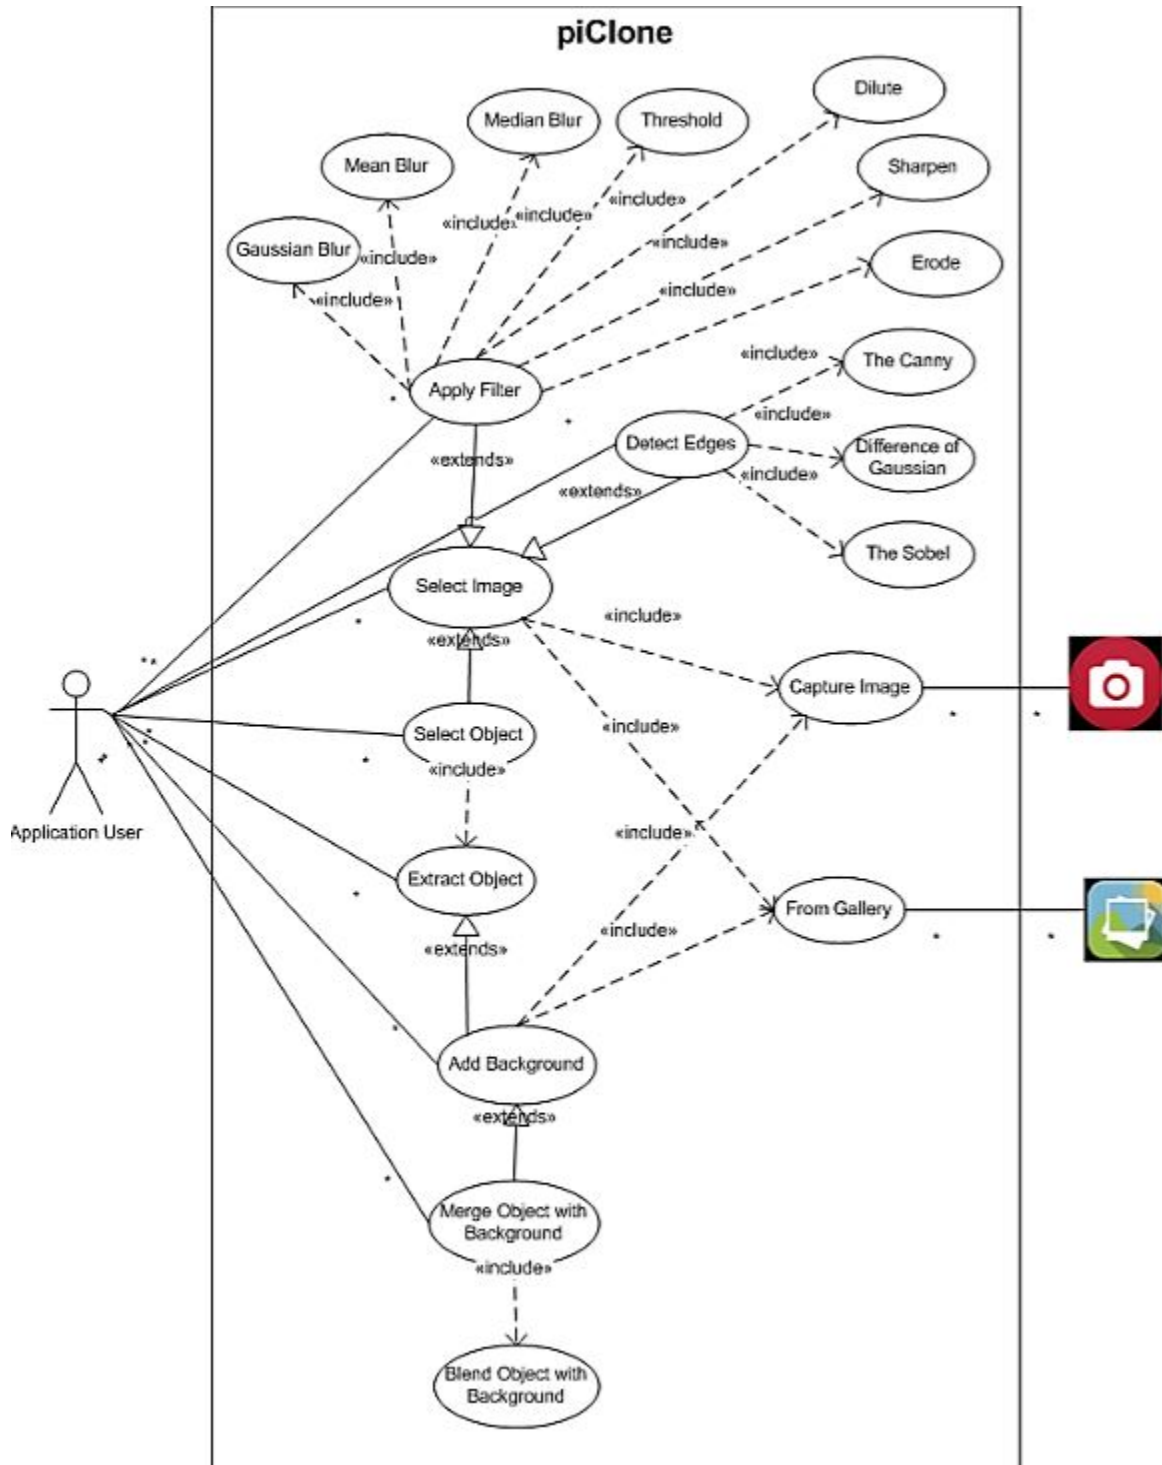 piClone
Dilute
Median Blur
Threshold
Mean Blur
Sharpen
Gaussian Blur
Erode
«include»
«include»
«include»
«include»
«include»
«include»
«include»
Apply Filter
«include»
The Canny
«include»
Detect Edges
Difference of
Gaussian
«extends»
«include»
«extends»
The Sobel
Select Image
«include»
«extends»
Capture Image
Select Object
«include»
«include»
Application User
«include»
Extract Object
From Gallery
«include»
«extends»
Add Background
«extends»
Merge Object with
Background
«include»
Blend Object with
Background